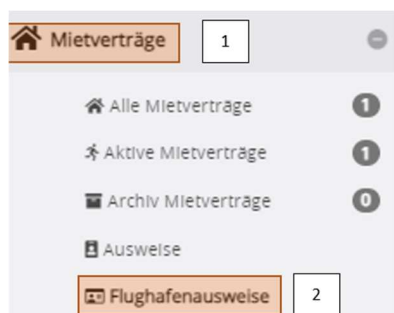 Mietverträge 1
Alle Mietverträge 1
Aktive Mietverträge 1
Archiv Mietverträge 0
Ausweise
Flughafenausweise 2